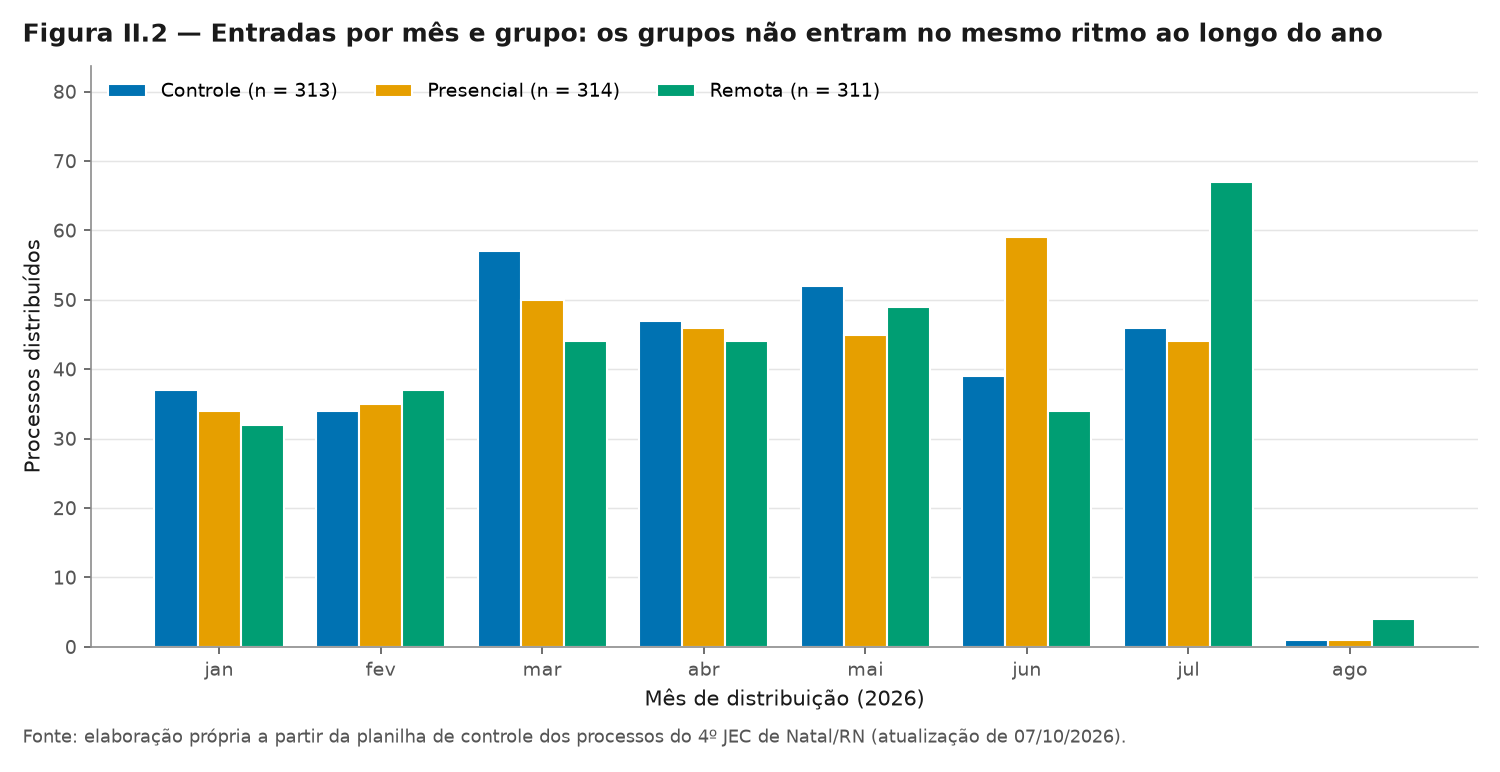 Figura II.2 — Entradas por mês e grupo: os grupos não entram no mesmo ritmo ao longo do ano
Controle (n = 313) Presencial (n = 314) Remota (n = 311)
80
70
60
50
40
30
20
10
0
Processos distribuídos
jan fev mar abr mai jun jul ago
Mês de distribuição (2026)
Fonte: elaboração própria a partir da planilha de controle dos processos do 4º JEC de Natal/RN (atualização de 07/10/2026).